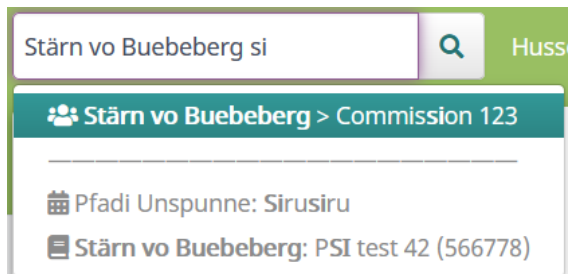 Stärn vo Buebeberg si
Huss
Stärn vo Buebeberg > Commission 123
Pfadi Unspunne: Sirusiru
Stärn vo Buebeberg: PSI test 42 (566778)